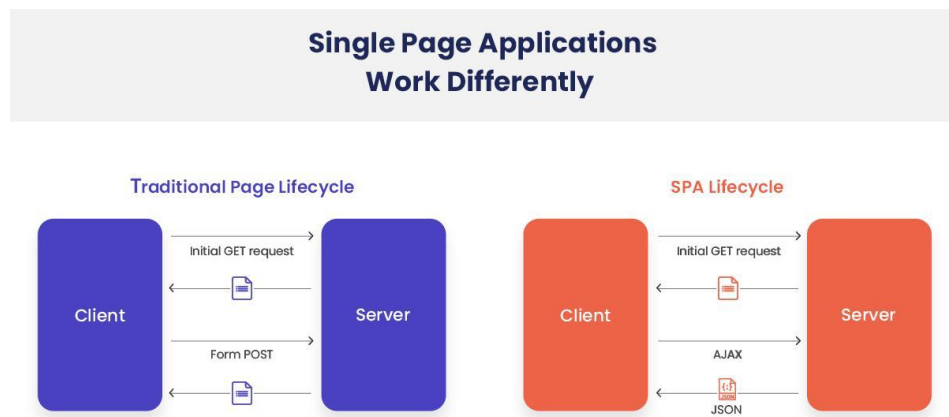 Single Page Applications
Work Differently
Traditional Page Lifecycle
Client
Initial GET request
Form POST
Server
SPA Lifecycle
Client
Initial GET request
AJAX
{;}
JSON
JSON
Server